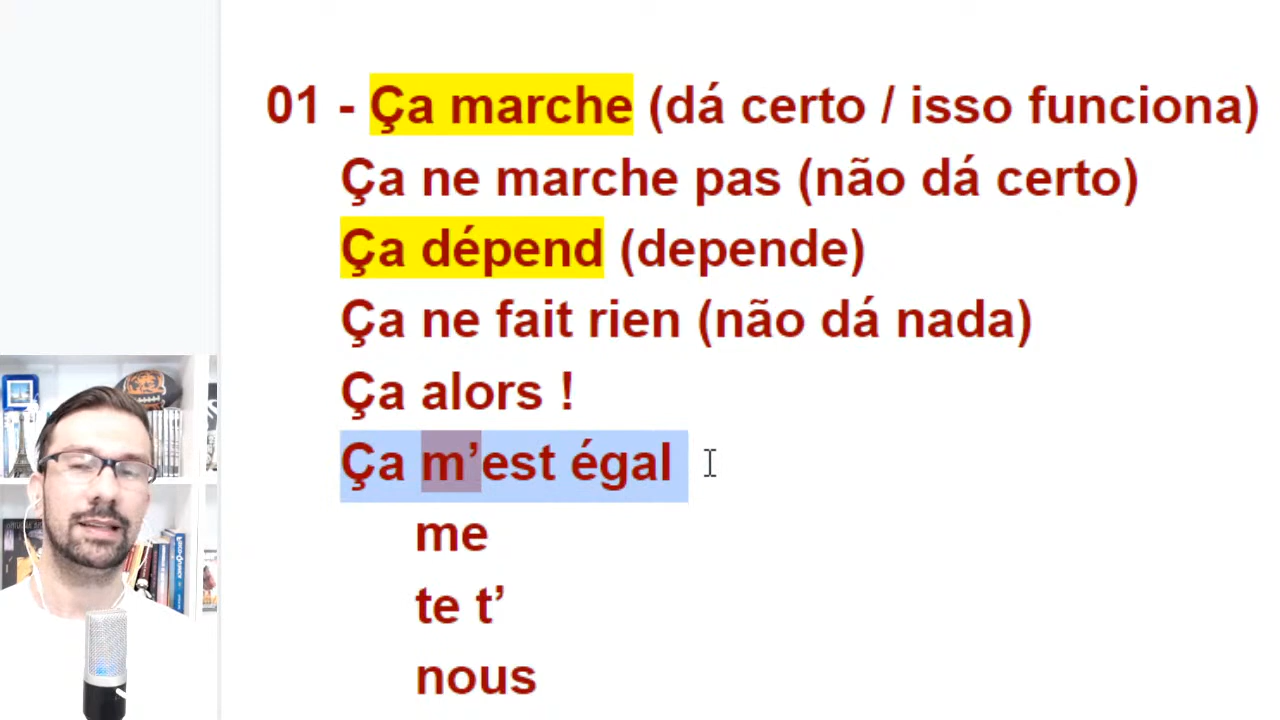 01 - Ça marche (dá certo / isso funciona)
Ça ne marche pas (não dá certo)
Ça dépend (depende)
Ça ne fait rien (não dá nada)
Ça alors !
Ça m’est égal
me
te t’
nous